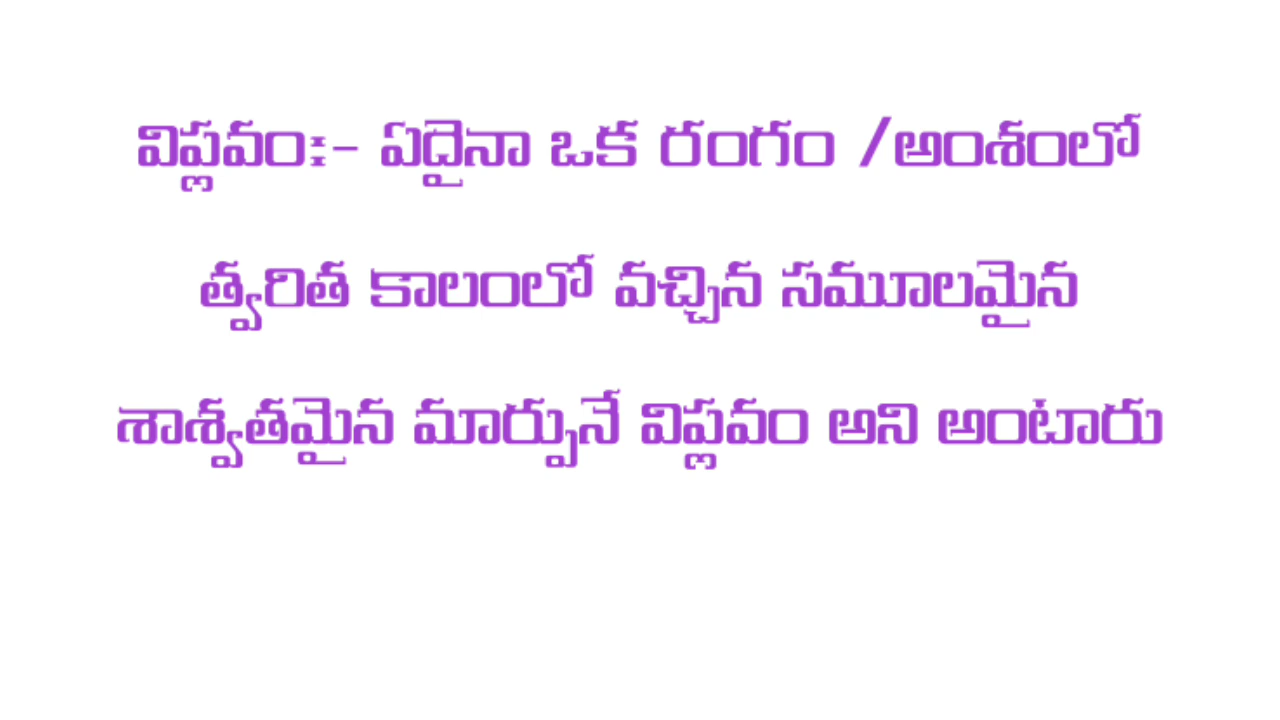 విప్లవం:- ఏదైనా ఒక రంగం /అంశంలో
త్వరిత కాలంలో వచ్చిన సమూలమైన
శాశ్వతమైన మార్పునే విప్లవం అని అంటారు